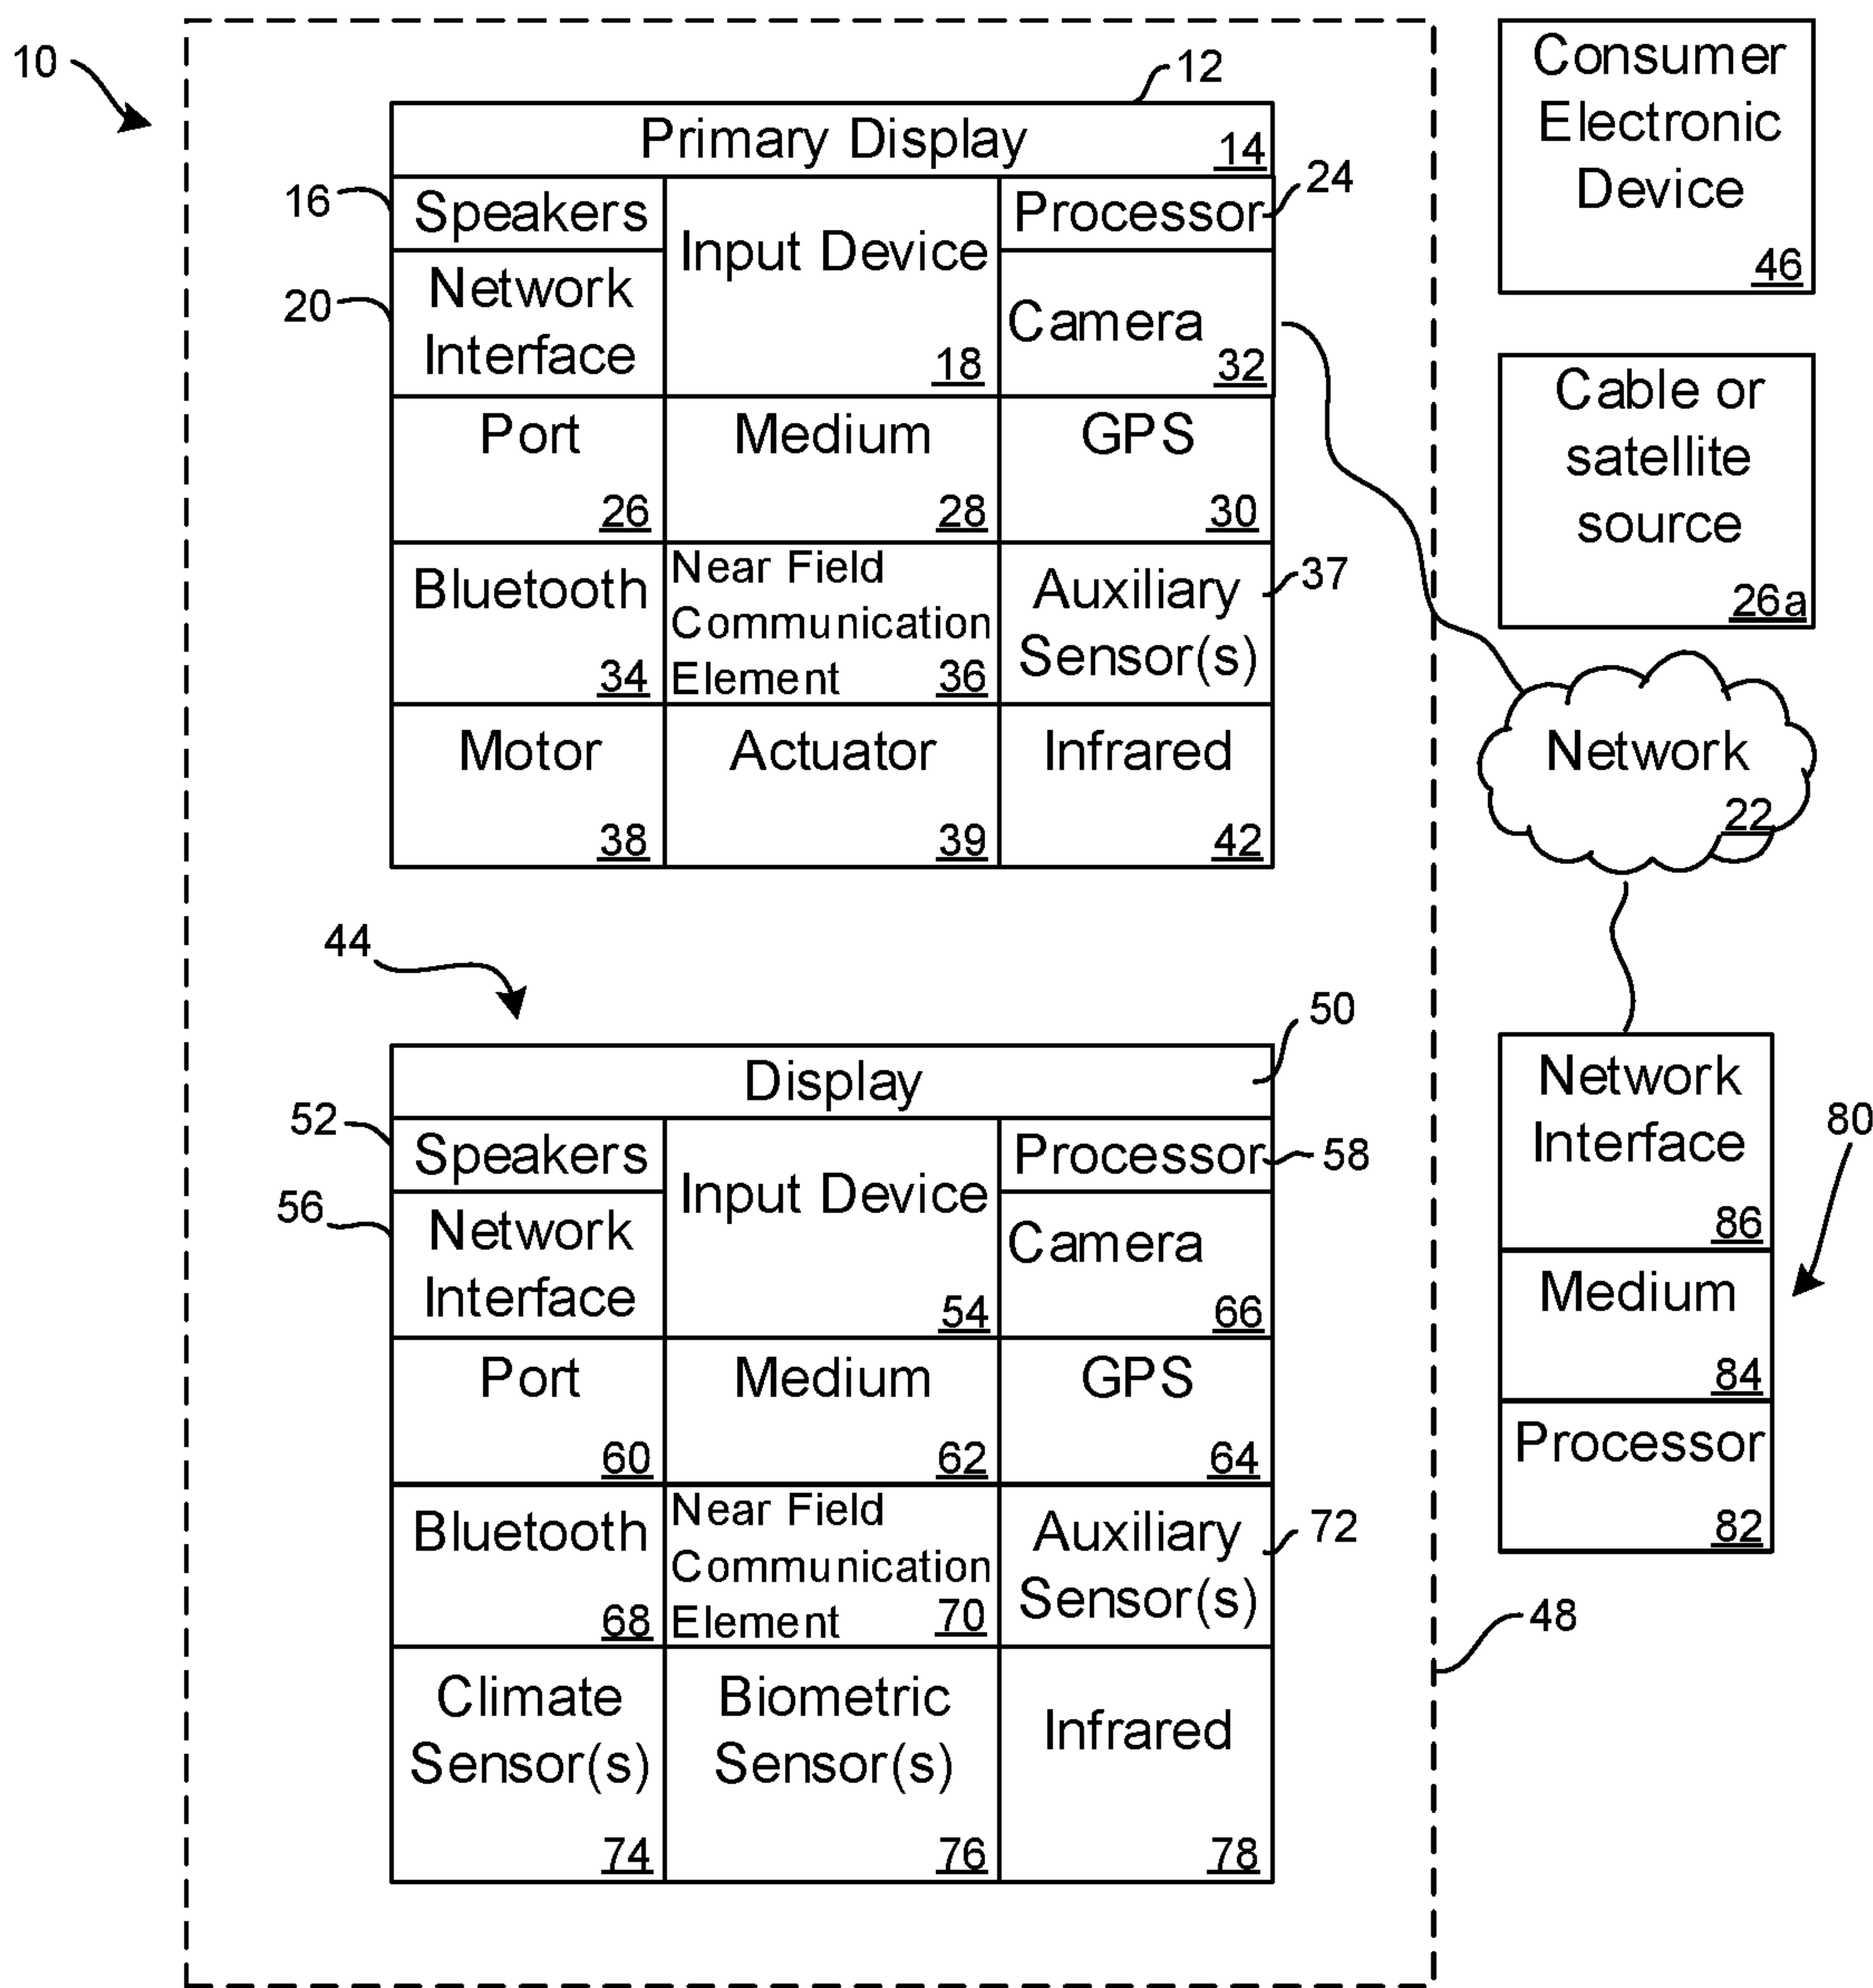 10
12
Primary Display
14
16
Speakers
Input Device
18
Processor
24
20
Network
Interface
Camera
32
Port
26
Medium
28
GPS
30
Bluetooth
34
Near Field
Communication
Element
36
Auxiliary
Sensor(s)
37
Motor
38
Actuator
39
Infrared
42
44
50
Display
52
Speakers
Input Device
54
Processor
58
56
Network
Interface
Camera
66
Port
60
Medium
62
GPS
64
Bluetooth
68
Near Field
Communication
Element
70
Auxiliary
Sensor(s)
72
Climate
Sensor(s)
74
Biometric
Sensor(s)
76
Infrared
78
48
Consumer
Electronic
Device
46
Cable or
satellite
source
26a
Network
22
Network
Interface
86
80
Medium
84
Processor
82